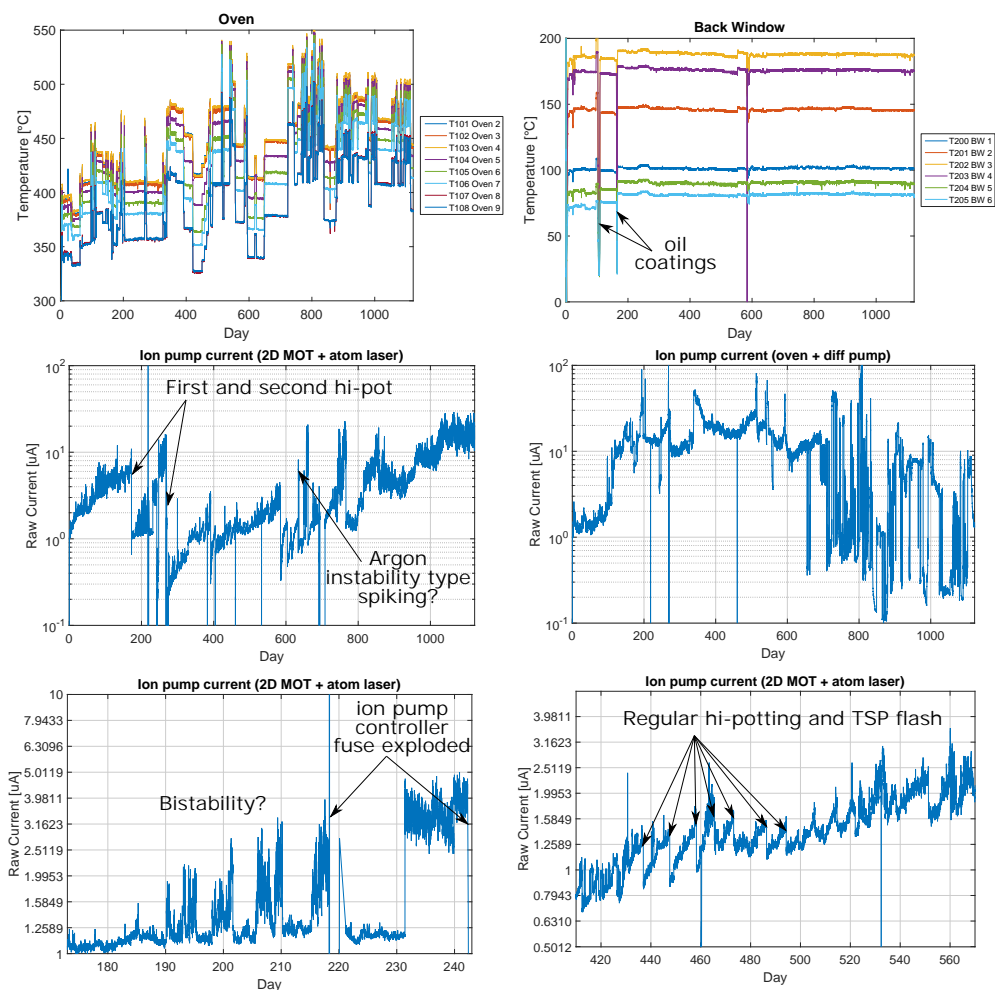 Oven
Temperature [°C]
550
500
450
400
350
300
0 200 400 600 800 1000
Day
T101 Oven 2
T102 Oven 3
T103 Oven 4
T104 Oven 5
T105 Oven 6
T106 Oven 7
T107 Oven 8
T108 Oven 9
Back Window
Temperature [°C]
200
150
100
50
0
oil
coatings
0 200 400 600 800 1000
Day
T200 BW 1
T201 BW 2
T202 BW 3
T203 BW 4
T204 BW 5
T205 BW 6
Ion pump current (2D MOT + atom laser)
Raw Current [uA]
10²
10¹
10⁰
10⁻¹
First and second hi-pot
Argon
instability type
spiking?
0 200 400 600 800 1000
Day
Ion pump current (oven + diff pump)
Raw Current [uA]
10²
10¹
10⁰
10⁻¹
0 200 400 600 800 1000
Day
Ion pump current (2D MOT + atom laser)
Raw Current [uA]
10
7.9433
6.3096
5.0119
3.9811
3.1623
2.5119
1.9953
1.5849
1.2589
1
ion pump
controller
fuse exploded
Bistability?
180 190 200 210 220 230 240
Day
Ion pump current (2D MOT + atom laser)
Raw Current [uA]
3.9811
3.1623
2.5119
1.9953
1.5849
1.2589
1
0.7943
0.6310
0.5012
Regular hi-potting and TSP flash
420 440 460 480 500 520 540 560
Day